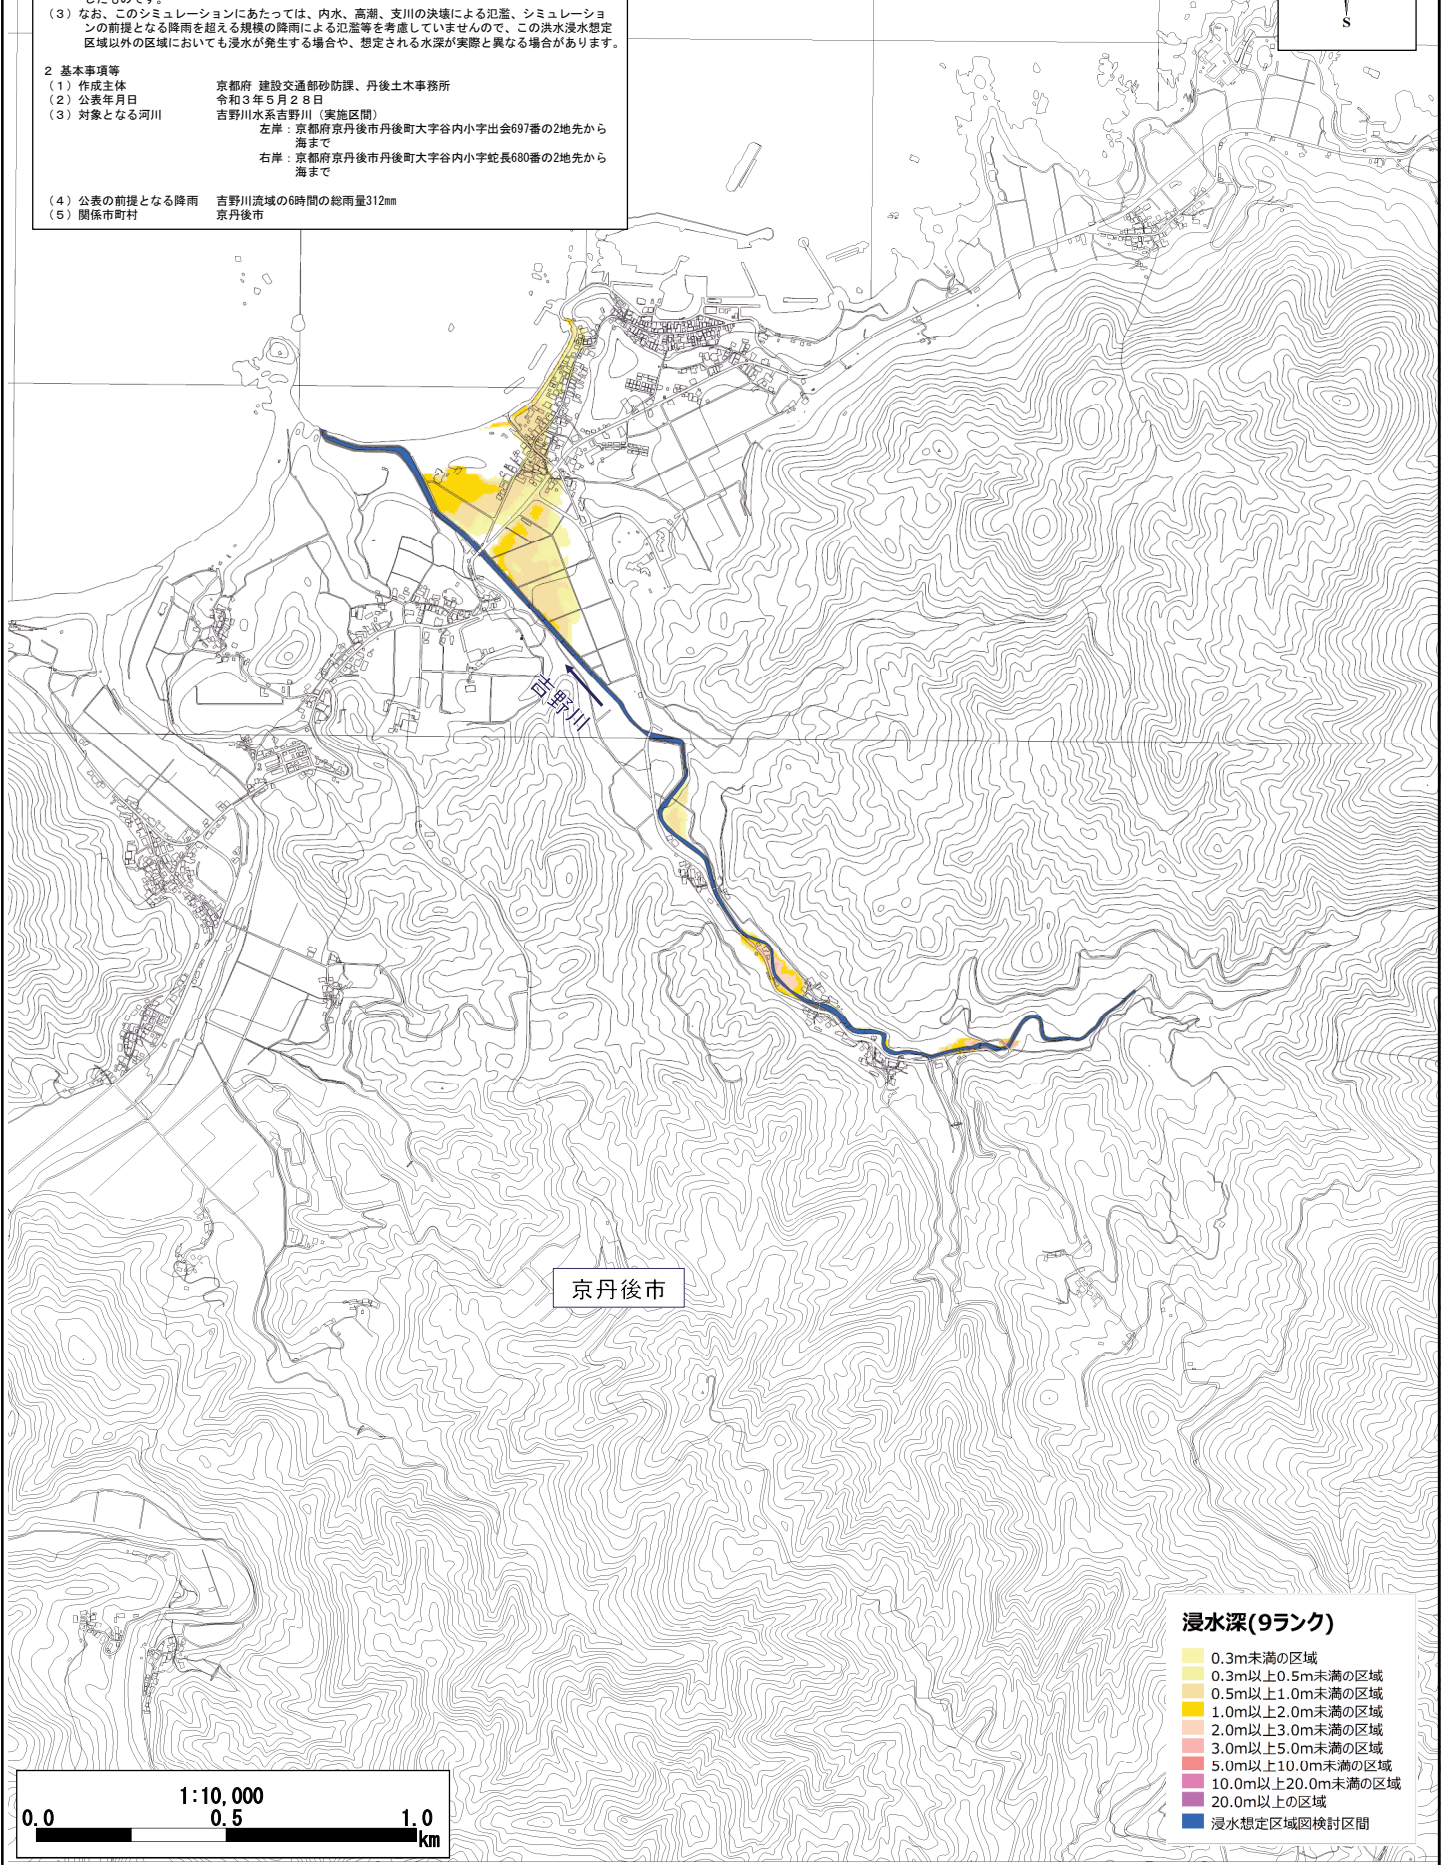 したものです。
（３）なお、このシミュレーションにあたっては、内水、高潮、支川の決壊による氾濫、シミュレーショ
ンの前提となる降雨を超える規模の降雨による氾濫等を考慮していませんので、この洪水浸水想定
区域以外の区域においても浸水が発生する場合や、想定される水深が実際と異なる場合があります。
２ 基本事項等
（１）作成主体 京都府 建設交通部砂防課、丹後土木事務所
（２）公表年月日 令和３年５月２８日
（３）対象となる河川 吉野川水系吉野川（実施区間）
左岸：京都府京丹後市丹後町大字谷内小字出会697番の2地先から
海まで
右岸：京都府京丹後市丹後町大字谷内小字蛇長680番の2地先から
海まで
（４）公表の前提となる降雨 吉野川流域の6時間の総雨量312mm
（５）関係市町村 京丹後市
S
吉野川
京丹後市
浸水深(9ランク)
0.3m未満の区域
0.3m以上0.5m未満の区域
0.5m以上1.0m未満の区域
1.0m以上2.0m未満の区域
2.0m以上3.0m未満の区域
3.0m以上5.0m未満の区域
5.0m以上10.0m未満の区域
10.0m以上20.0m未満の区域
20.0m以上の区域
浸水想定区域図検討区間
1:10,000
0.0 0.5 1.0
km